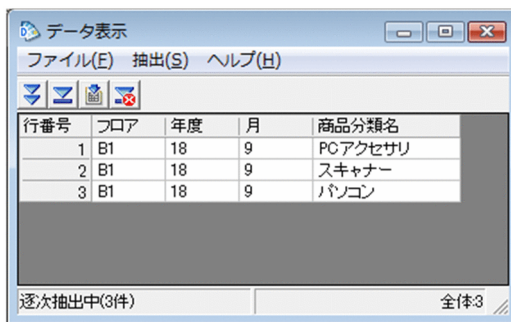 データ表示
ファイル(F) 抽出(S) ヘルプ(H)
行番号 フロア 年度 月 商品分類名
1 B1 18 9 PCアクセサリ
2 B1 18 9 スキャナー
3 B1 18 9 パソコン
逐次抽出中(3件) 全体:3